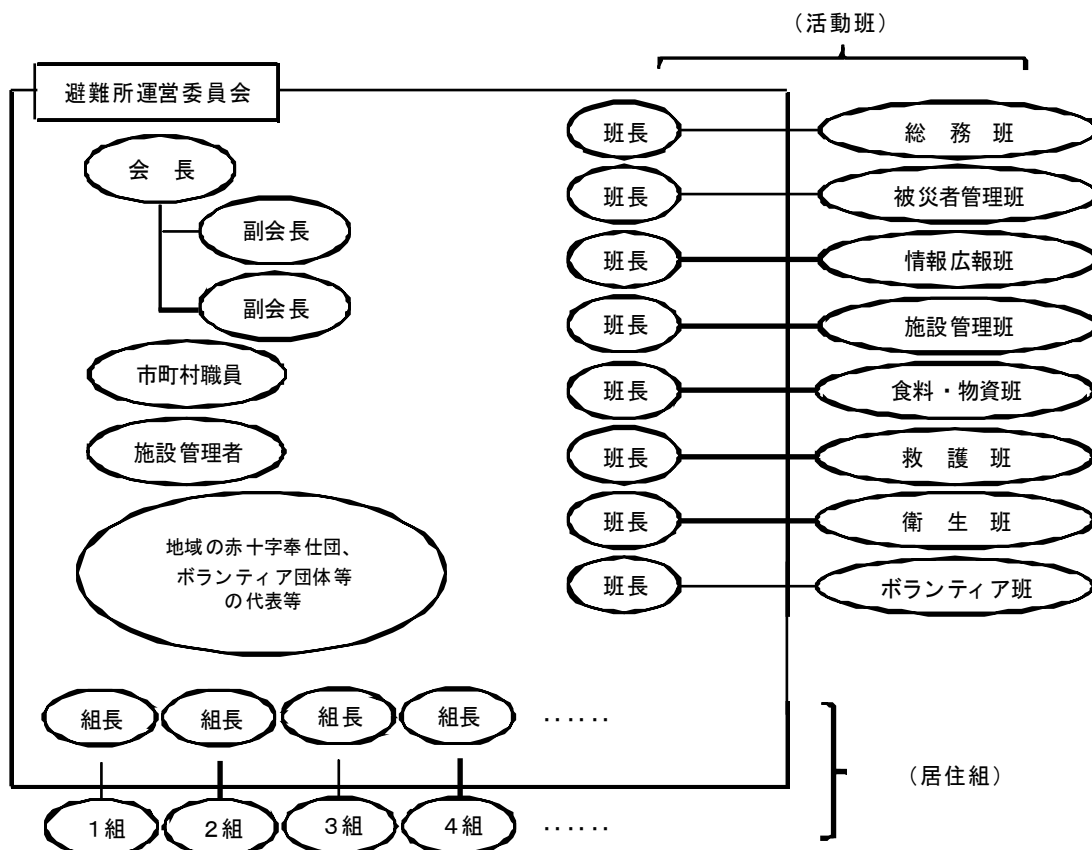 （活動班）
避難所運営委員会
会　長
副会長
副会長
市町村職員
施設管理者
地域の赤十字奉仕団、
ボランティア団体等
の代表等
班長　総　務　班
班長　被災者管理班
班長　情報広報班
班長　施設管理班
班長　食料・物資班
班長　救　護　班
班長　衛　生　班
班長　ボランティア班
組長　組長　組長　組長　……
（居住組）
１組　２組　３組　４組　……